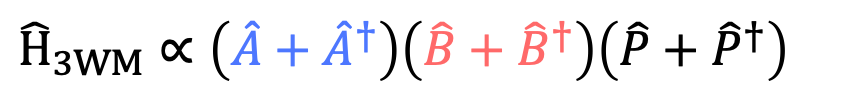 Ĥ₃WM ∝ (Â + Â†)(B̂ + B̂†)(P̂ + P̂†)